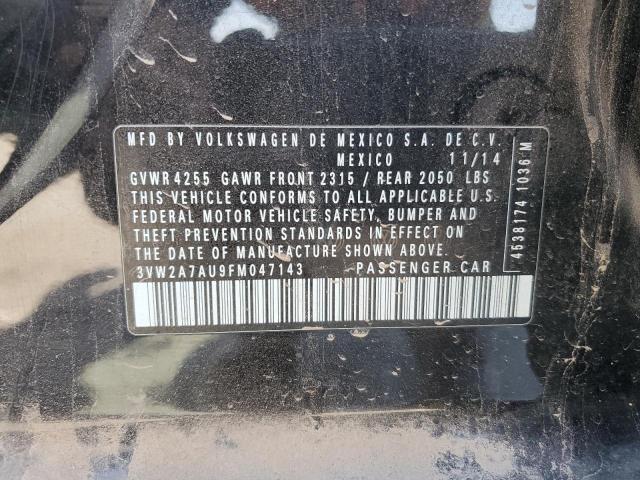 MFD BY VOLKSWAGEN DE MEXICO S.A. DE C.V.
MEXICO 11/14
GVWR 4255 GAWR FRONT 2315 / REAR 2050 LBS
THIS VEHICLE CONFORMS TO ALL APPLICABLE U.S.
FEDERAL MOTOR VEHICLE SAFETY, BUMPER AND
THEFT PREVENTION STANDARDS IN EFFECT ON
THE DATE OF MANUFACTURE SHOWN ABOVE.
3VW2A7AU9FM047143 PASSENGER CAR
4538174 1036 M